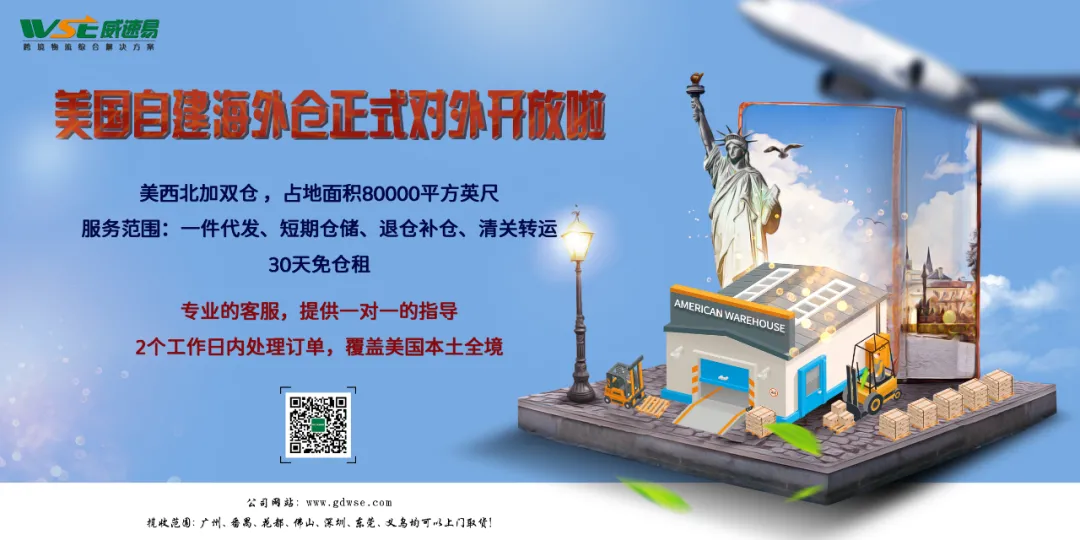 WSE威速易
跨境物流综合解决方案
美国自建海外仓正式对外开放啦
美西北加双仓，占地面积80000平方英尺
服务范围：一件代发、短期仓储、退仓补仓、清关转运
30天免仓租
专业的客服，提供一对一的指导
2个工作日内处理订单，覆盖美国本土全境
AMERICAN WAREHOUSE
公司网站：www.gdwse.com
揽收范围：广州、番禺、花都、佛山、深圳、东莞、义乌均可以上门取货！